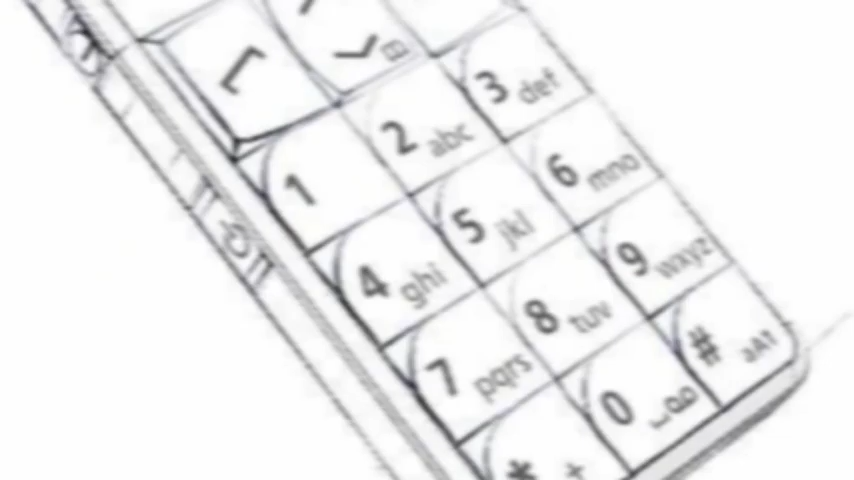 1 2 abc 3 def
4 ghi 5 jkl 6 mno
7 pqrs 8 tuv 9 wxyz
* + 0 # aA1